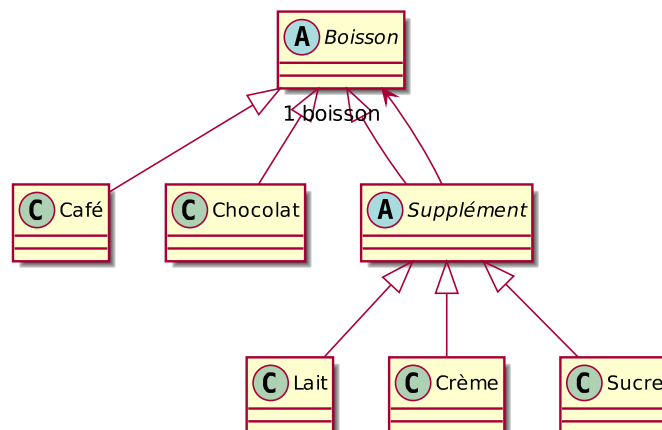 A Boisson
1 boisson
C Café
C Chocolat
A Supplément
C Lait
C Crème
C Sucre